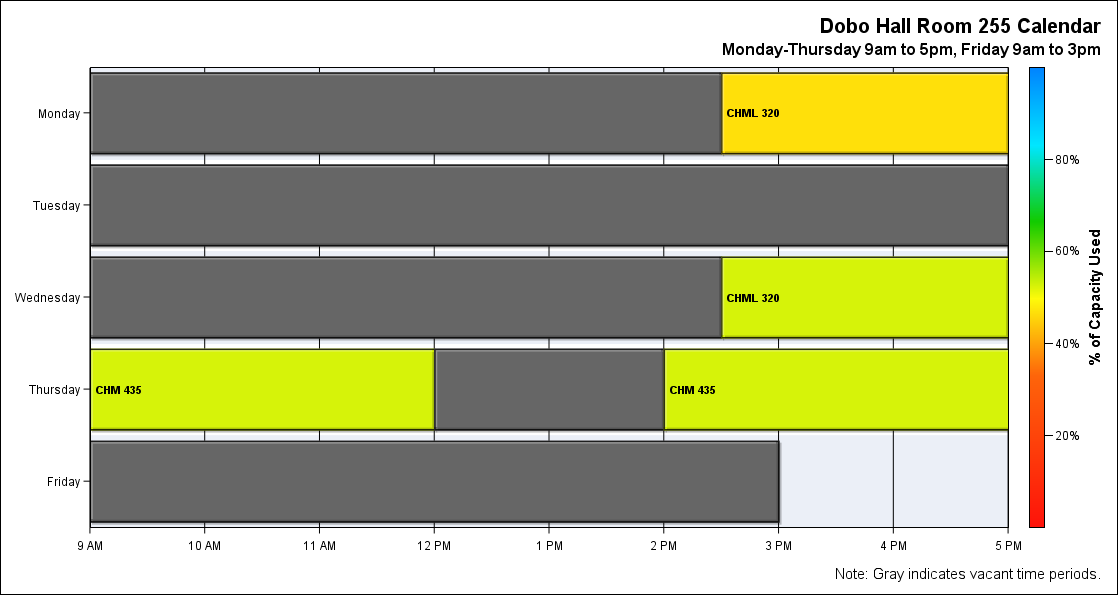 Dobo Hall Room 255 Calendar
Monday-Thursday 9am to 5pm, Friday 9am to 3pm
Monday
CHML 320
Tuesday
Wednesday
CHML 320
Thursday
CHM 435
CHM 435
Friday
9 AM
10 AM
11 AM
12 PM
1 PM
2 PM
3 PM
4 PM
5 PM
80%
60%
40%
20%
% of Capacity Used
Note: Gray indicates vacant time periods.